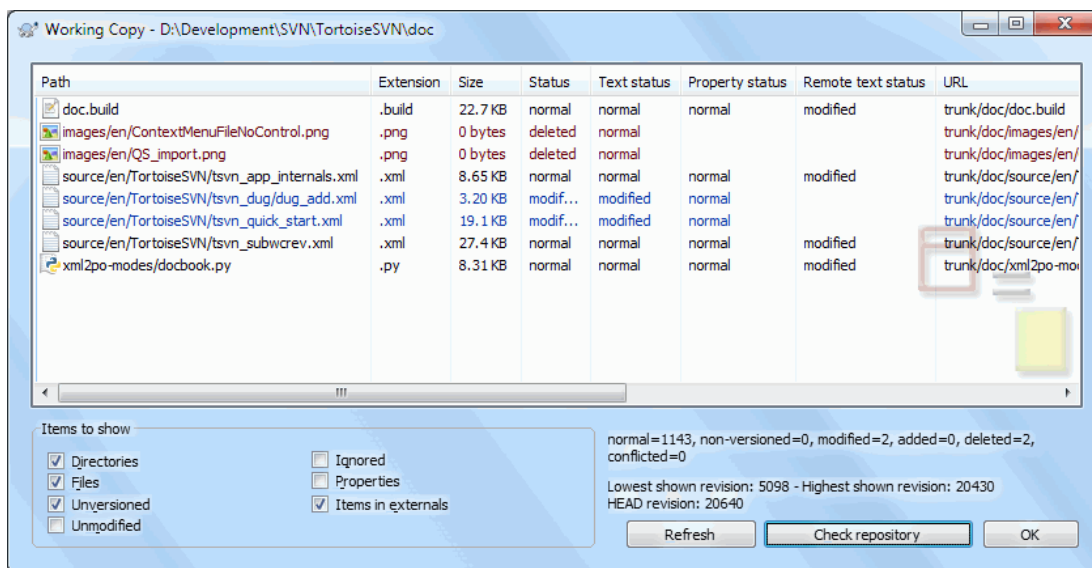 Working Copy - D:\Development\SVN\TortoiseSVN\doc
Path Extension Size Status Text status Property status Remote text status URL
doc.build .build 22.7 KB normal normal normal modified trunk/doc/doc.build
images/en/ContextMenuFileNoControl.png .png 0 bytes deleted normal trunk/doc/images/en/
images/en/QS_import.png .png 0 bytes deleted normal trunk/doc/images/en/
source/en/TortoiseSVN/tsvn_app_internals.xml .xml 8.65 KB normal normal normal modified trunk/doc/source/en/
source/en/TortoiseSVN/tsvn_dug/dug_add.xml .xml 3.20 KB modif... modified normal trunk/doc/source/en/
source/en/TortoiseSVN/tsvn_quick_start.xml .xml 19.1 KB modif... modified normal trunk/doc/source/en/
source/en/TortoiseSVN/tsvn_subwcrev.xml .xml 27.4 KB normal normal normal modified trunk/doc/source/en/
xml2po-modes/docbook.py .py 8.31 KB normal normal normal modified trunk/doc/xml2po-mo
Items to show
Directories
Files
Unversioned
Unmodified
Ignored
Properties
Items in externals
normal=1143, non-versioned=0, modified=2, added=0, deleted=2,
conflicted=0
Lowest shown revision: 5098 - Highest shown revision: 20430
HEAD revision: 20640
Refresh Check repository OK